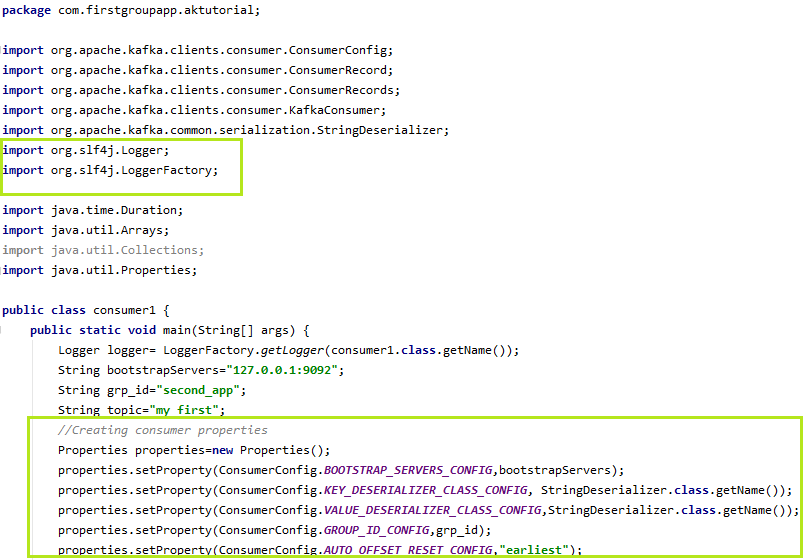 package com.firstgroupapp.aktutorial;
import org.apache.kafka.clients.consumer.ConsumerConfig;
import org.apache.kafka.clients.consumer.ConsumerRecord;
import org.apache.kafka.clients.consumer.ConsumerRecords;
import org.apache.kafka.clients.consumer.KafkaConsumer;
import org.apache.kafka.common.serialization.StringDeserializer;
import org.slf4j.Logger;
import org.slf4j.LoggerFactory;
import java.time.Duration;
import java.util.Arrays;
import java.util.Collections;
import java.util.Properties;
public class consumer1 {
public static void main(String[] args) {
Logger logger= LoggerFactory.getLogger(consumer1.class.getName());
String bootstrapServers="127.0.0.1:9092";
String grp_id="second_app";
String topic="my first";
//Creating consumer properties
Properties properties=new Properties();
properties.setProperty(ConsumerConfig.BOOTSTRAP_SERVERS_CONFIG,bootstrapServers);
properties.setProperty(ConsumerConfig.KEY_DESERIALIZER_CLASS_CONFIG, StringDeserializer.class.getName());
properties.setProperty(ConsumerConfig.VALUE_DESERIALIZER_CLASS_CONFIG,StringDeserializer.class.getName());
properties.setProperty(ConsumerConfig.GROUP_ID_CONFIG,grp_id);
properties.setProperty(ConsumerConfig.AUTO_OFFSET_RESET_CONFIG,"earliest");